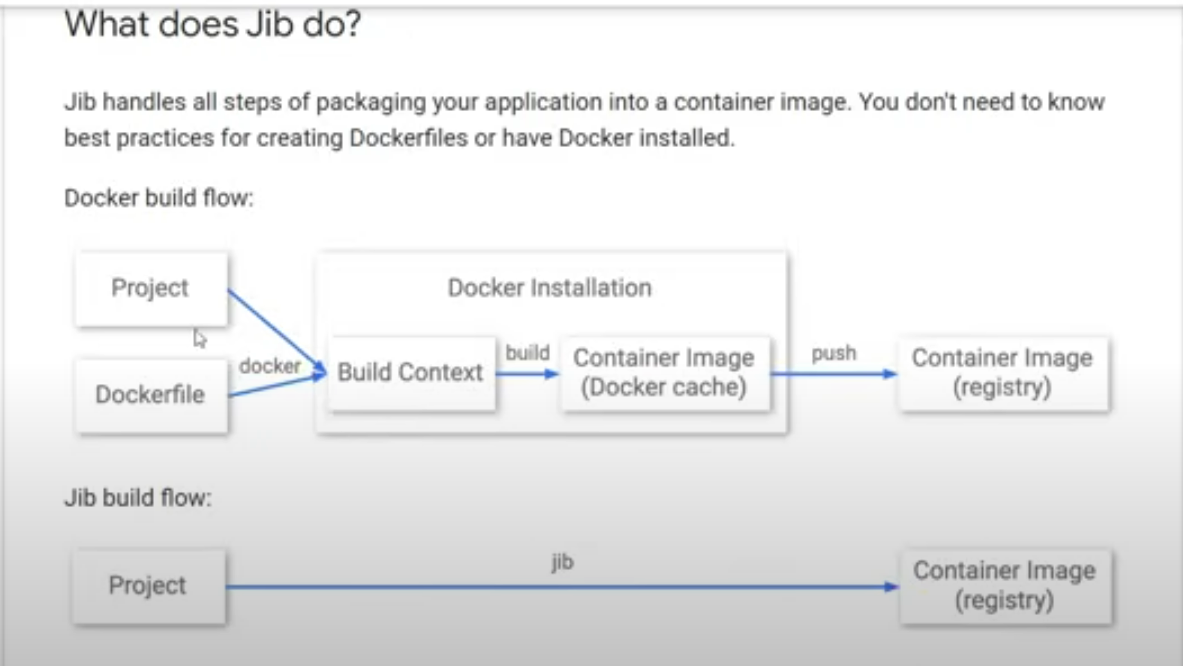 What does Jib do?
Jib handles all steps of packaging your application into a container image. You don't need to know
best practices for creating Dockerfiles or have Docker installed.
Docker build flow:
Project
Docker Installation
Dockerfile
docker
Build Context
build
Container Image
(Docker cache)
push
Container Image
(registry)
Jib build flow:
Project
jib
Container Image
(registry)